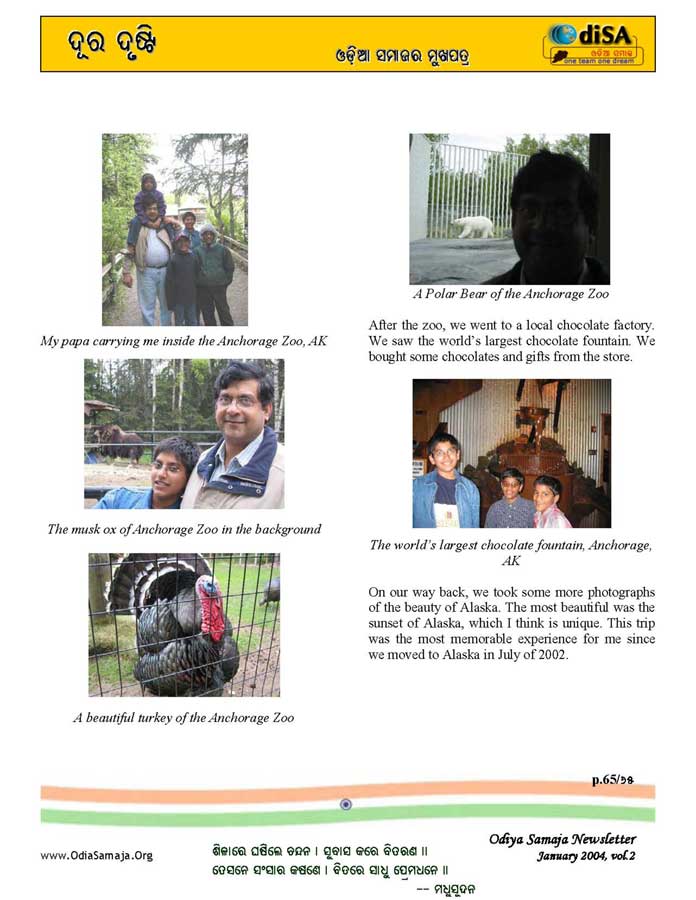 ଦୂର ଦୃଷ୍ଟି
ଓଡ଼ିଆ ସମାଜର ମୁଖପତ୍ର
OdiSA
ଓଡିଆ ସମାଜ
one team one dream
My papa carrying me inside the Anchorage Zoo, AK
The musk ox of Anchorage Zoo in the background
A beautiful turkey of the Anchorage Zoo
A Polar Bear of the Anchorage Zoo
After the zoo, we went to a local chocolate factory.
We saw the world's largest chocolate fountain. We
bought some chocolates and gifts from the store.
The world's largest chocolate fountain, Anchorage,
AK
On our way back, we took some more photographs
of the beauty of Alaska. The most beautiful was the
sunset of Alaska, which I think is unique. This trip
was the most memorable experience for me since
we moved to Alaska in July of 2002.
p.65/୬୫
www.OdiaSamaja.Org
ଶିଳାରେ ଘଷିଲେ ଚନ୍ଦନ । ସୁବାସ କରେ ବିତରଣ ॥
ତେସନେ ସଂସାର କଷଣେ । ବିତରେ ସାଧୁ ପ୍ରେମଧନେ ॥
-- ମଧୁସୂଦନ
Odiya Samaja Newsletter
January 2004, vol.2